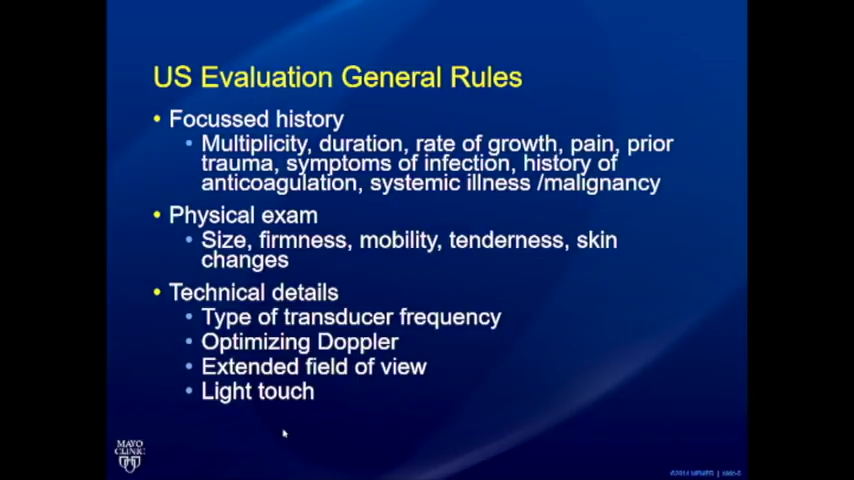 US Evaluation General Rules
• Focussed history
• Multiplicity, duration, rate of growth, pain, prior
trauma, symptoms of infection, history of
anticoagulation, systemic illness /malignancy
• Physical exam
• Size, firmness, mobility, tenderness, skin
changes
• Technical details
• Type of transducer frequency
• Optimizing Doppler
• Extended field of view
• Light touch
MAYO
CLINIC
©2011 MFMER |